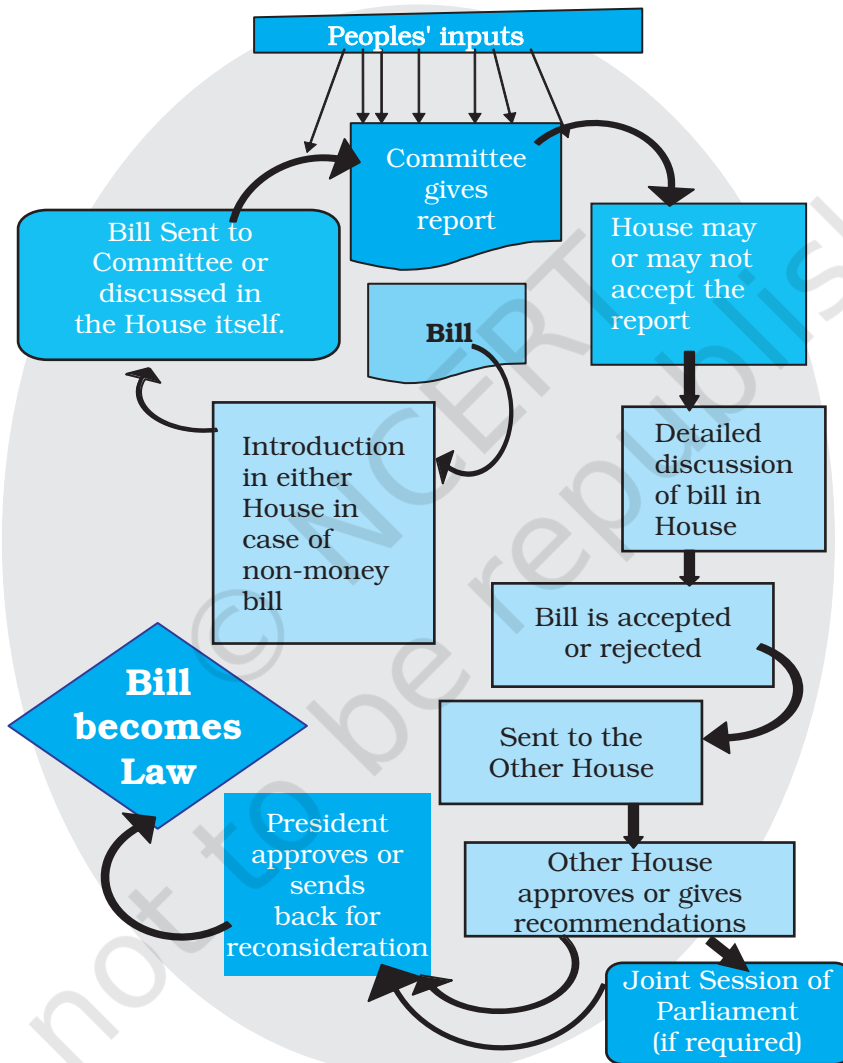 Peoples' inputs
Committee
gives
report
Bill Sent to
Committee or
discussed in
the House itself.
House may
or may not
accept the
report
Bill
Introduction
in either
House in
case of
non-money
bill
Detailed
discussion
of bill in
House
Bill is accepted
or rejected
Bill
becomes
Law
Sent to the
Other House
President
approves or
sends
back for
reconsideration
Other House
approves or gives
recommendations
Joint Session of
Parliament
(if required)
© NCERT
not to be republish